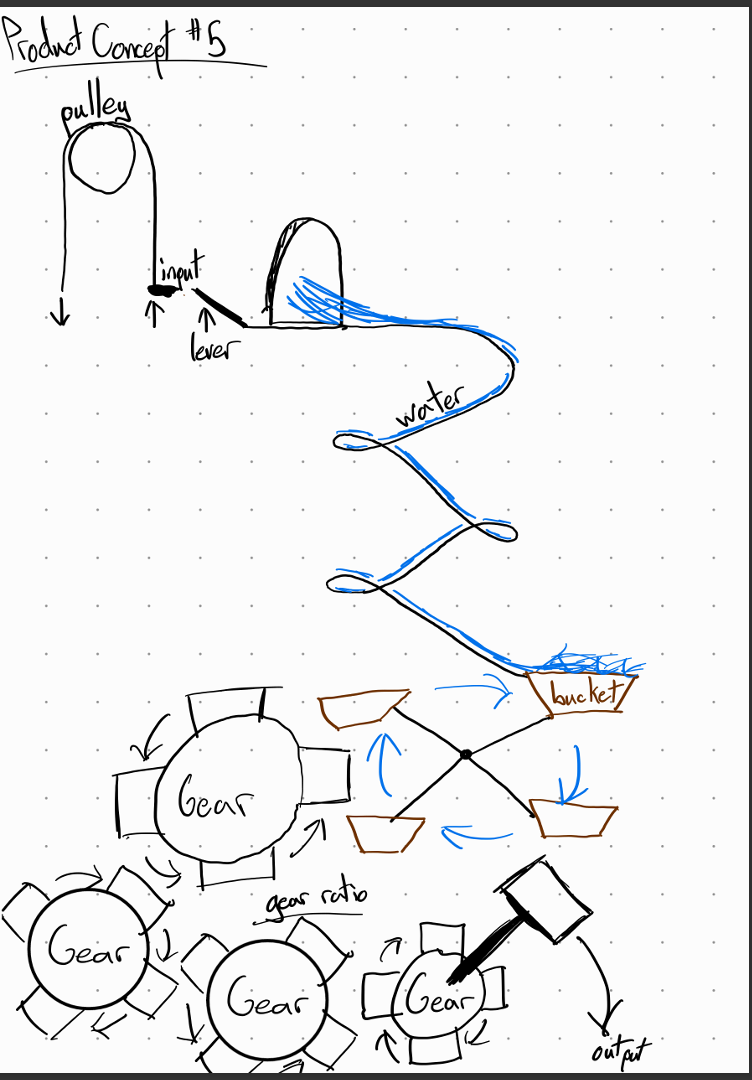 Product Concept #5
pulley
input
lever
water
bucket
Gear
gear ratio
Gear
Gear
Gear
output